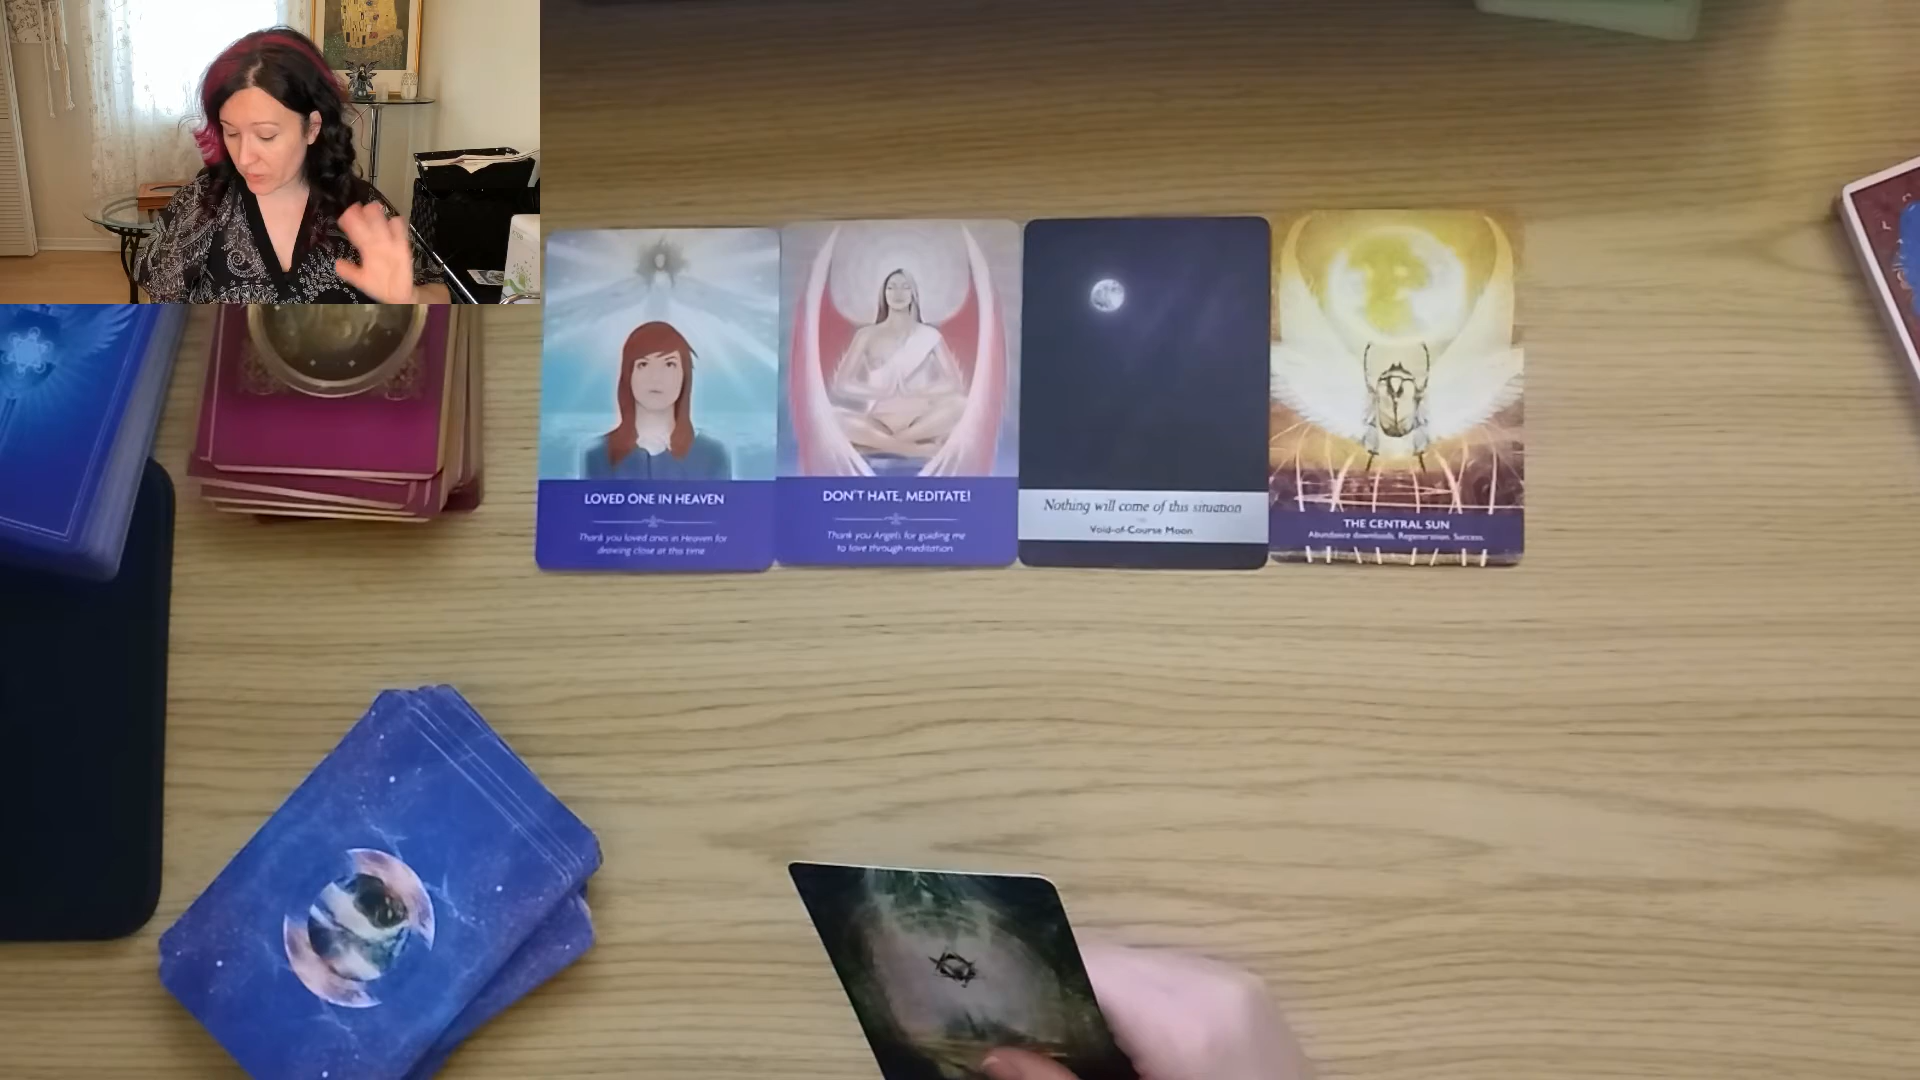 LOVED ONE IN HEAVEN
Thank you loved ones in Heaven for
drawing close at this time
DON'T HATE, MEDITATE!
Thank you Angels for guiding me
to love through meditation.
Nothing will come of this situation
Void-of-Course Moon
THE CENTRAL SUN
Abundance downloads. Regeneration. Success.